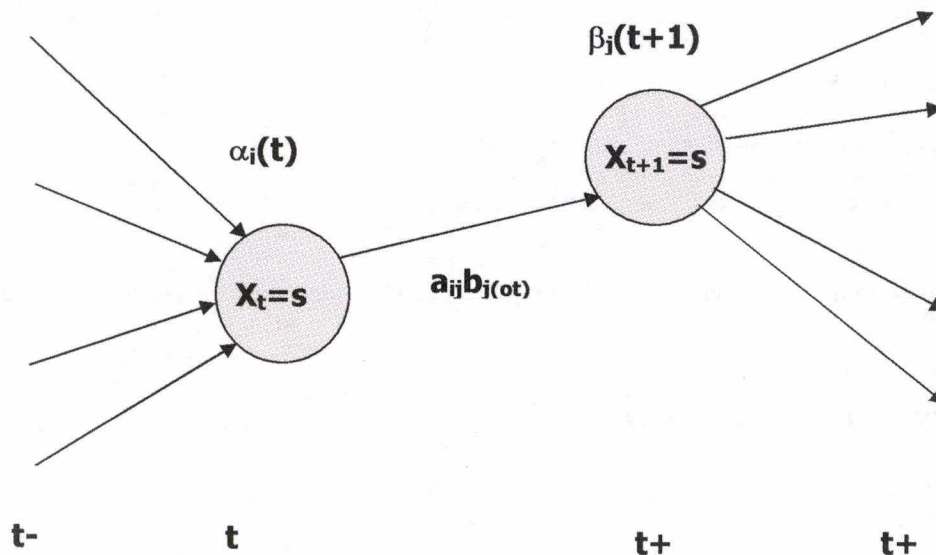 βj(t+1)
αi(t)
Xt+1=s
Xt=s
aijbj(ot)
t- t t+ t+